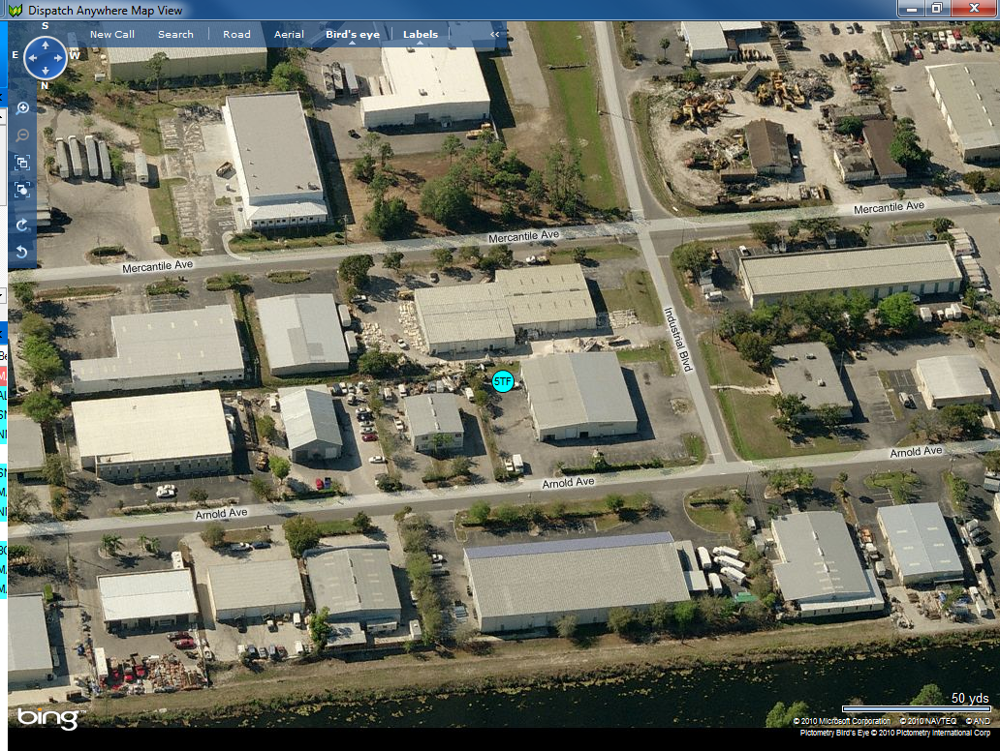 Dispatch Anywhere Map View
New Call Search Road Aerial Bird's eye Labels <<
S
E W
N
Mercantile Ave
Mercantile Ave
Mercantile Ave
Industrial Blvd
5TF
Arnold Ave
Arnold Ave
Arnold Ave
50 yds
bing™
© 2010 Microsoft Corporation © 2010 NAVTEQ © AND
Pictometry Bird's Eye © 2010 Pictometry International Corp